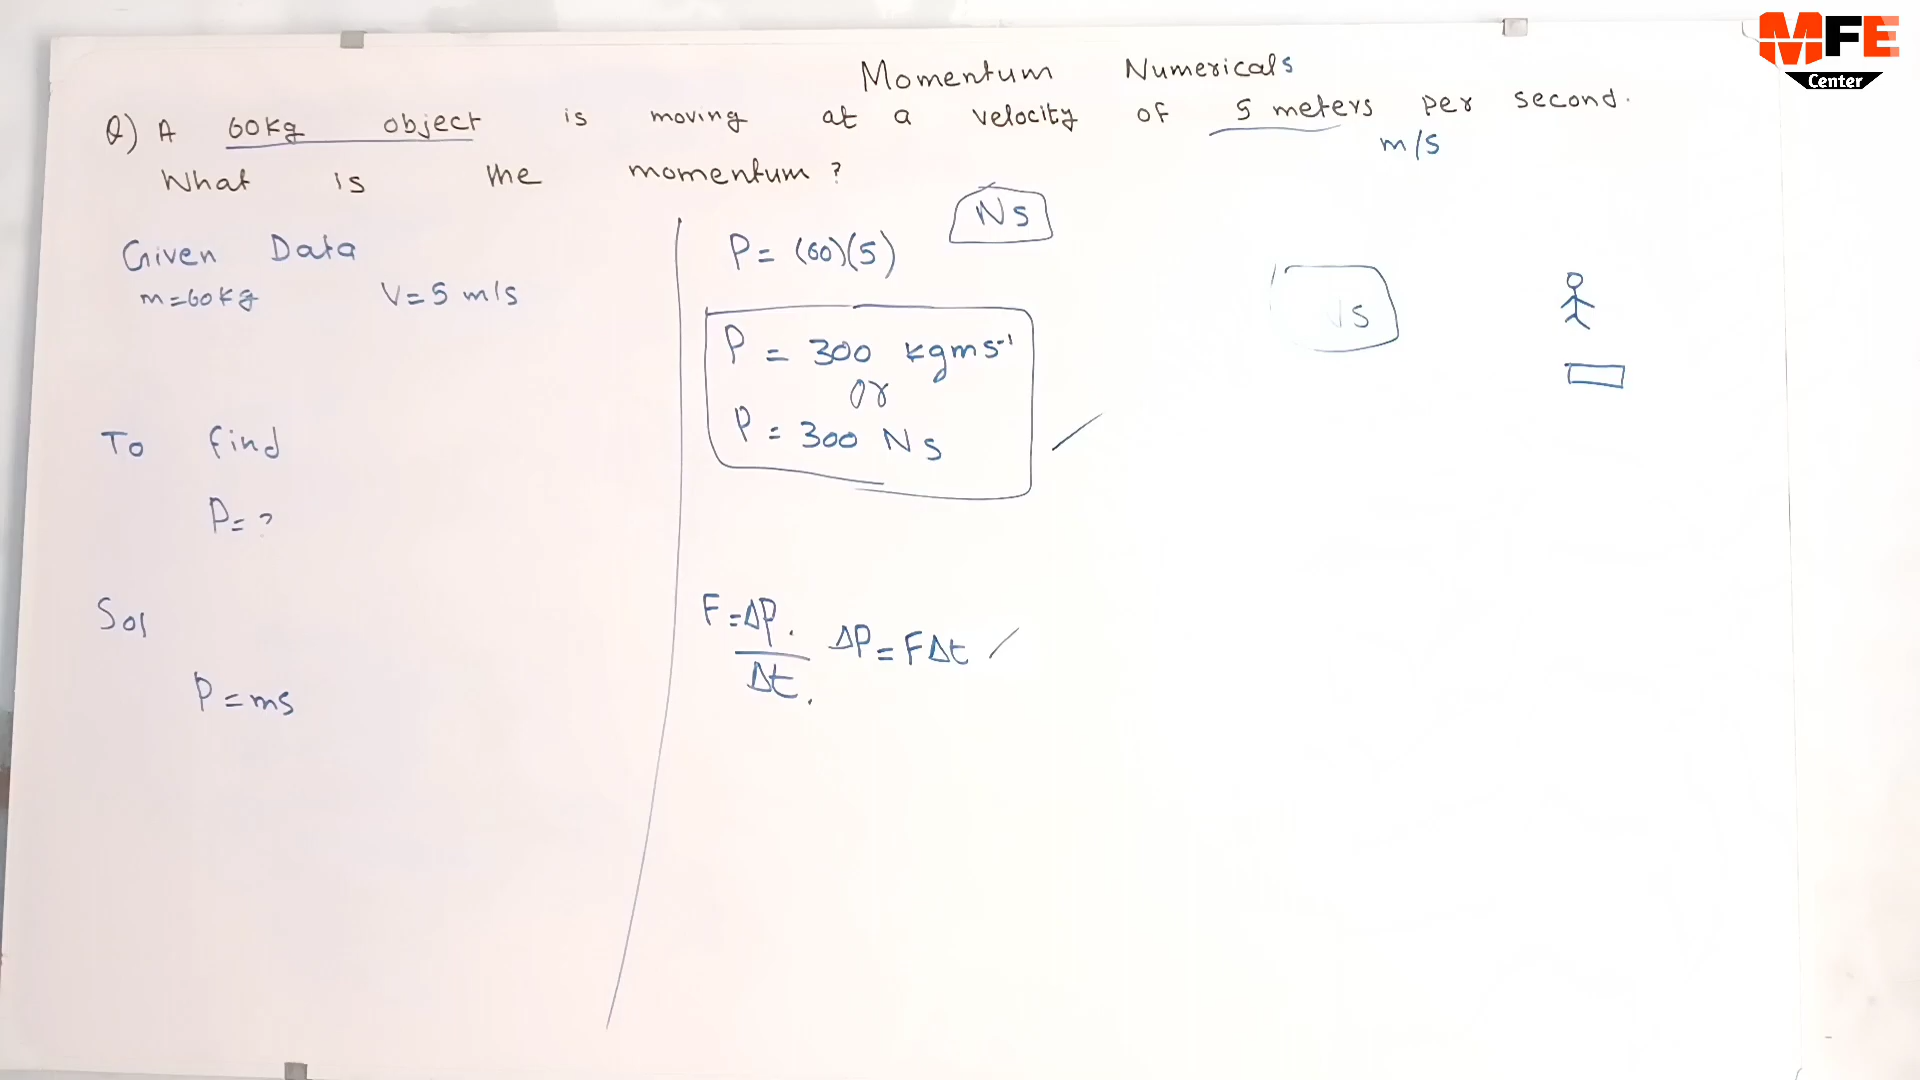 MFE
Center
Momentum Numericals
Q) A 60kg object is moving at a velocity of 5 meters per second.
m/s
What is the momentum?
Given Data
m=60kg V=5 m/s
To find
P=?
Sol
P=ms
Ns
P= (60)(5)
P = 300 kgms⁻¹
or
P = 300 Ns
F=ΔP.
Δt.
ΔP=FΔt
s